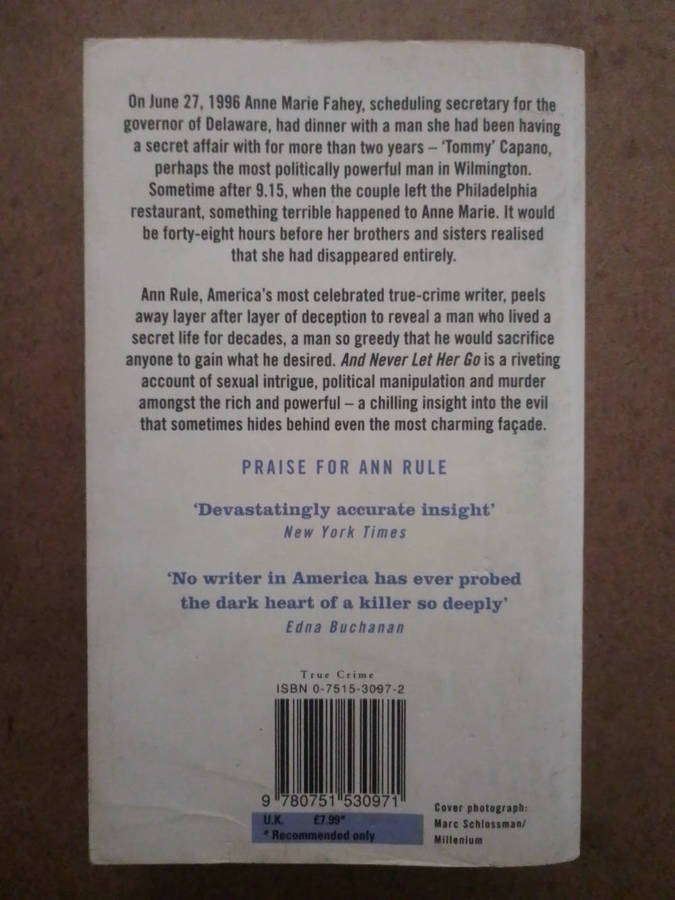 On June 27, 1996 Anne Marie Fahey, scheduling secretary for the
governor of Delaware, had dinner with a man she had been having
a secret affair with for more than two years – ‘Tommy’ Capano,
perhaps the most politically powerful man in Wilmington.
Sometime after 9.15, when the couple left the Philadelphia
restaurant, something terrible happened to Anne Marie. It would
be forty-eight hours before her brothers and sisters realised
that she had disappeared entirely.
Ann Rule, America's most celebrated true-crime writer, peels
away layer after layer of deception to reveal a man who lived a
secret life for decades, a man so greedy that he would sacrifice
anyone to gain what he desired. And Never Let Her Go is a riveting
account of sexual intrigue, political manipulation and murder
amongst the rich and powerful – a chilling insight into the evil
that sometimes hides behind even the most charming façade.
PRAISE FOR ANN RULE
‘Devastatingly accurate insight’
New York Times
‘No writer in America has ever probed
the dark heart of a killer so deeply’
Edna Buchanan
True Crime
ISBN 0-7515-3097-2
9 780751 530971
U.K. £7.99*
* Recommended only
Cover photograph:
Marc Schlossman/
Millenium